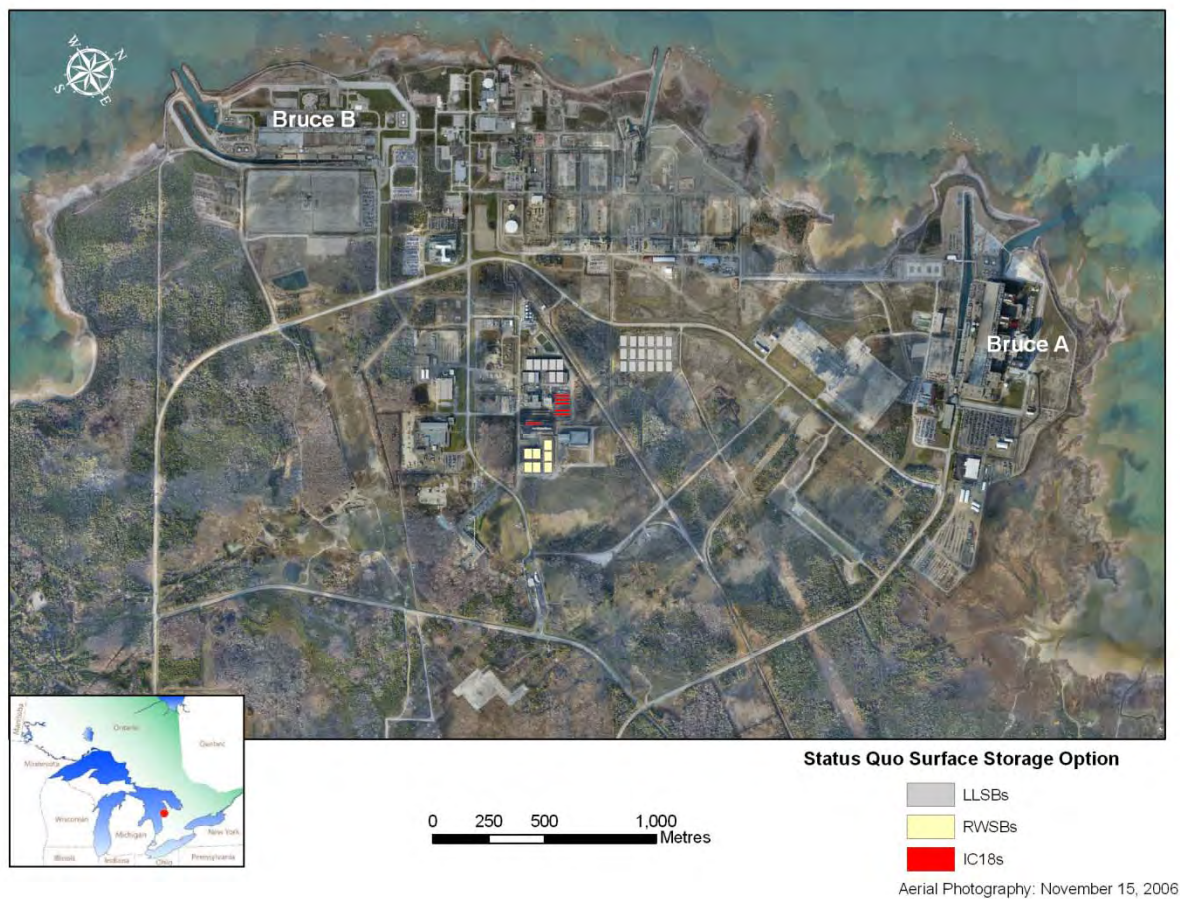 N
W
E
S
Bruce B
Bruce A
Manitoba
Ontario
Quebec
Minnesota
Wisconsin
Michigan
New York
Illinois
Indiana
Ohio
Pennsylvania
0 250 500 1,000
Metres
Status Quo Surface Storage Option
LLSBs
RWSBs
IC18s
Aerial Photography: November 15, 2006